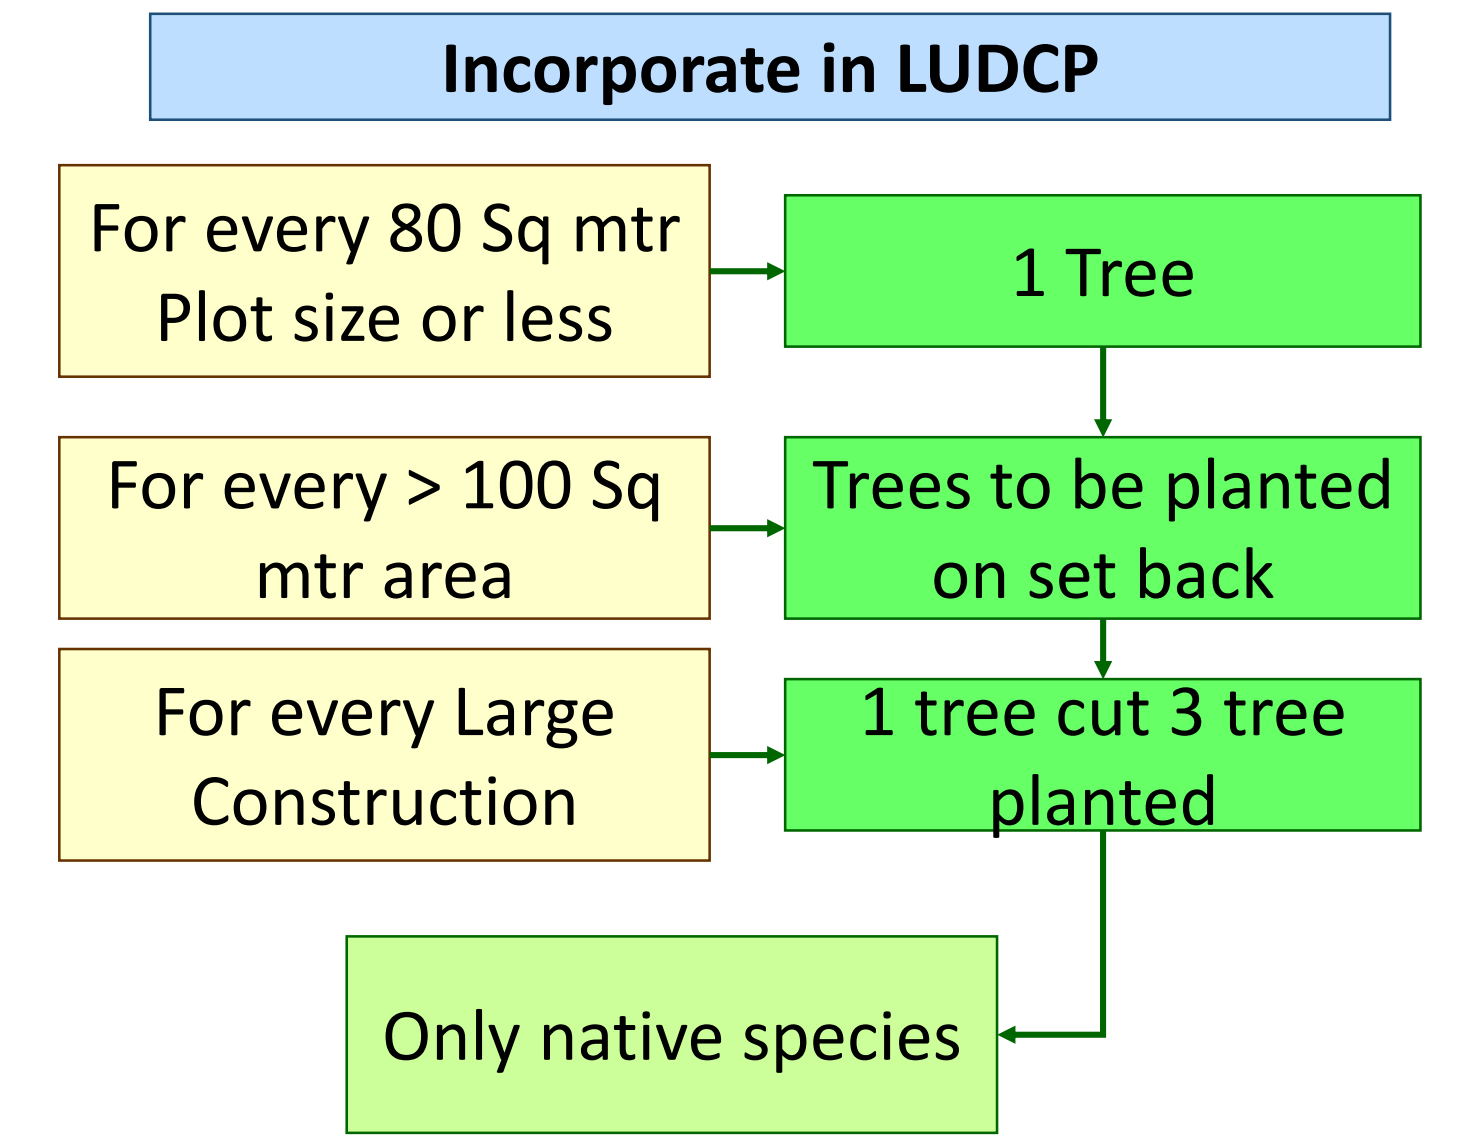 Incorporate in LUDCP
For every 80 Sq mtr
Plot size or less
1 Tree
For every > 100 Sq
mtr area
Trees to be planted
on set back
For every Large
Construction
1 tree cut 3 tree
planted
Only native species